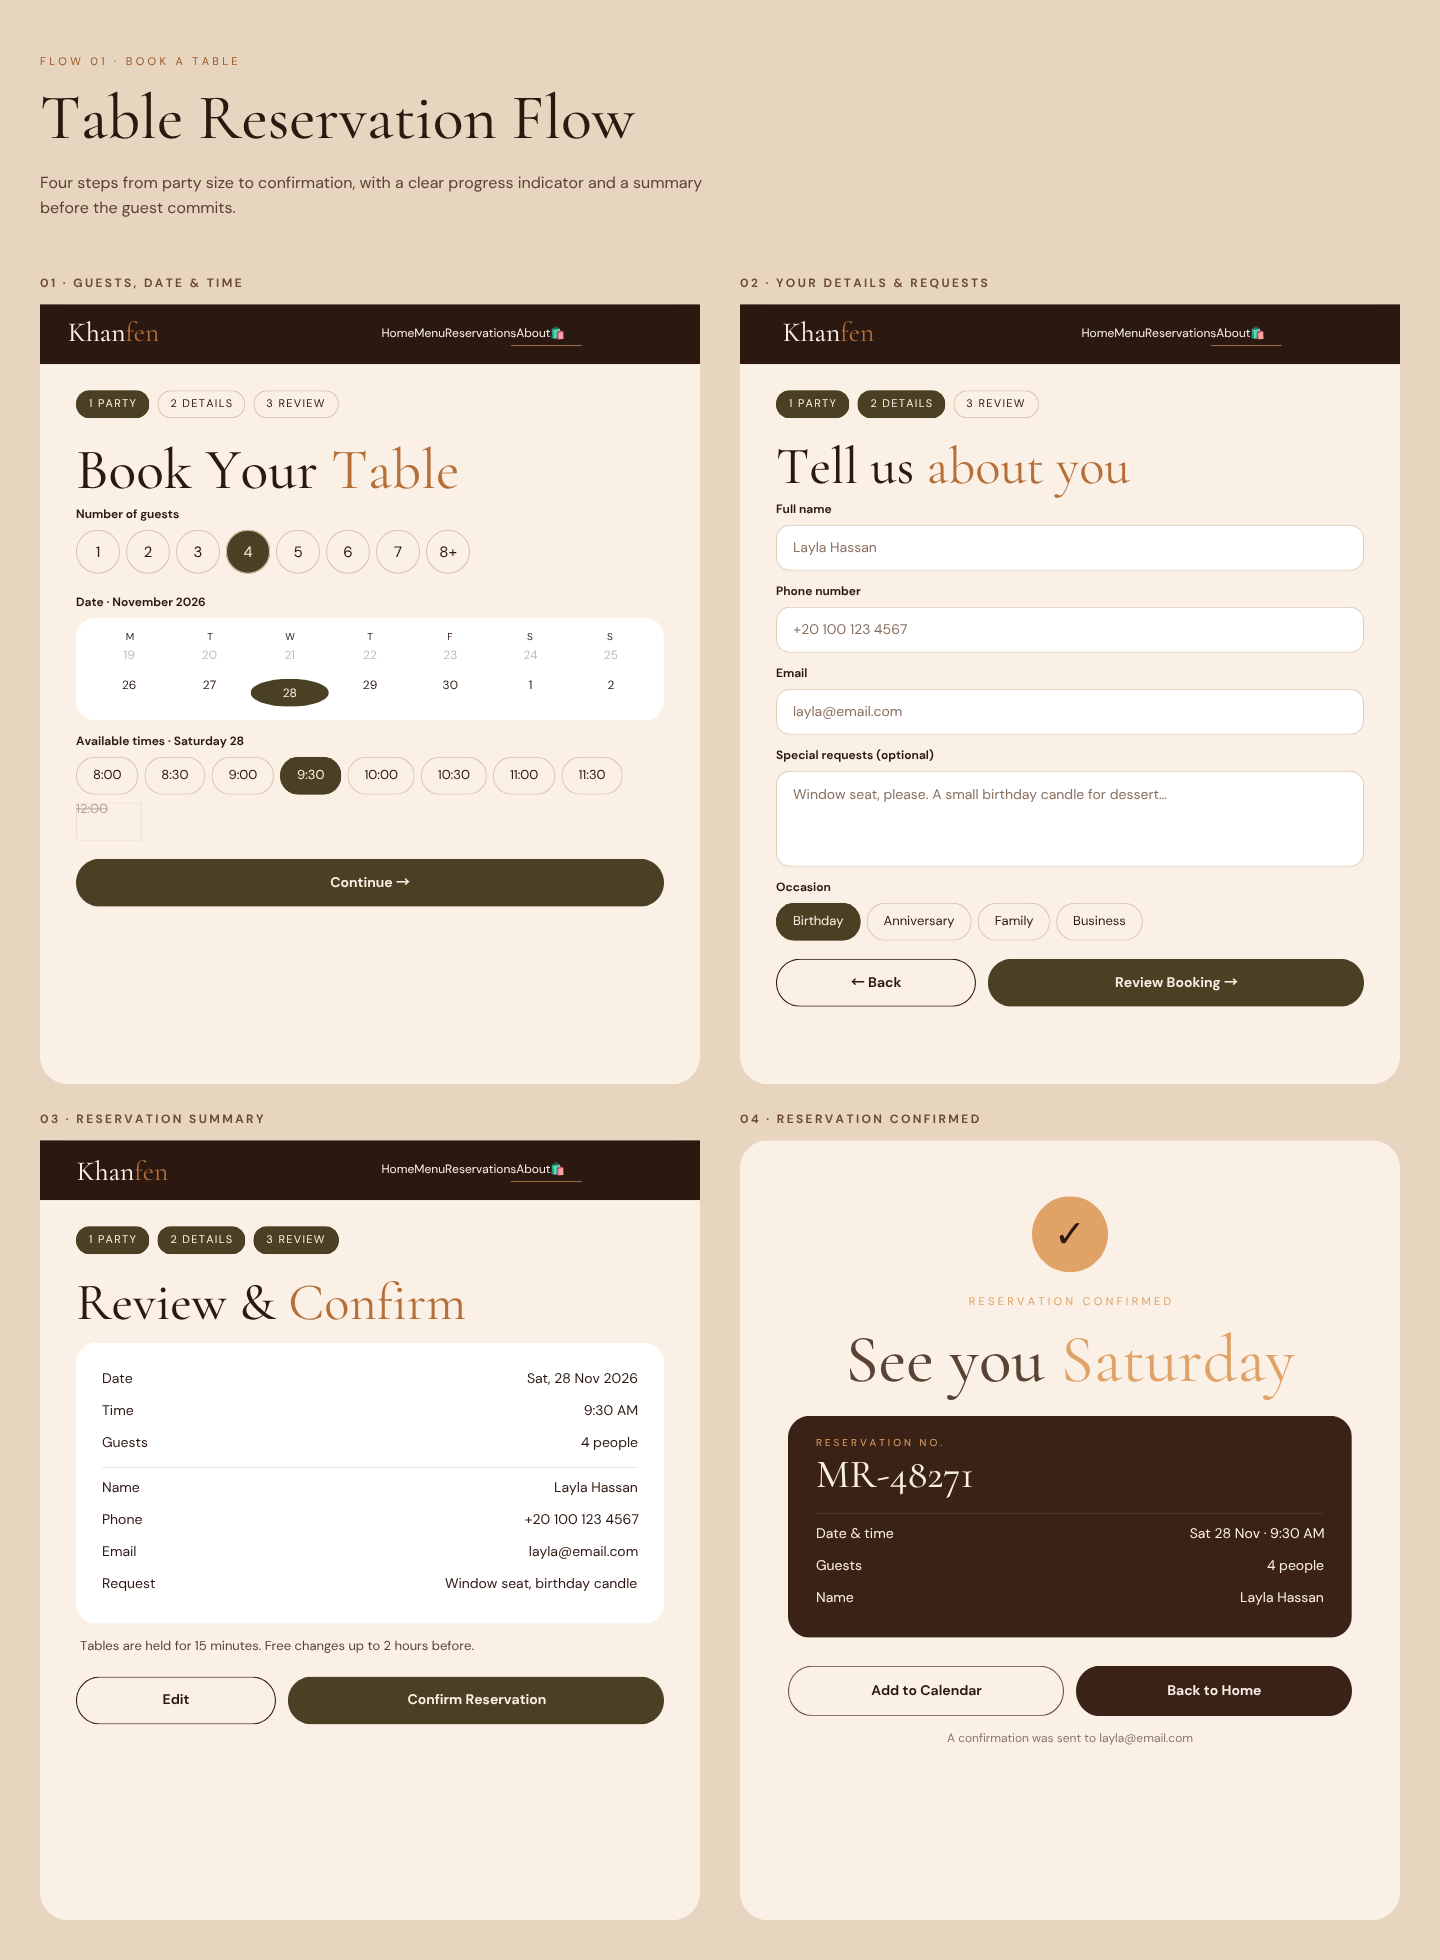 FLOW 01 · BOOK A TABLE
Table Reservation Flow
Four steps from party size to confirmation, with a clear progress indicator and a summary
before the guest commits.
01 · GUESTS, DATE & TIME
Khanfen
HomeMenuReservationsAbout
1 PARTY 2 DETAILS 3 REVIEW
Book Your Table
Number of guests
1 2 3 4 5 6 7 8+
Date · November 2026
M T W T F S S
19 20 21 22 23 24 25
26 27 28 29 30 1 2
Available times · Saturday 28
8:00 8:30 9:00 9:30 10:00 10:30 11:00 11:30
12:00
Continue →
02 · YOUR DETAILS & REQUESTS
Khanfen
HomeMenuReservationsAbout
1 PARTY 2 DETAILS 3 REVIEW
Tell us about you
Full name
Layla Hassan
Phone number
+20 100 123 4567
Email
layla@email.com
Special requests (optional)
Window seat, please. A small birthday candle for dessert...
Occasion
Birthday Anniversary Family Business
← Back Review Booking →
03 · RESERVATION SUMMARY
Khanfen
HomeMenuReservationsAbout
1 PARTY 2 DETAILS 3 REVIEW
Review & Confirm
Date Sat, 28 Nov 2026
Time 9:30 AM
Guests 4 people
Name Layla Hassan
Phone +20 100 123 4567
Email layla@email.com
Request Window seat, birthday candle
Tables are held for 15 minutes. Free changes up to 2 hours before.
Edit Confirm Reservation
04 · RESERVATION CONFIRMED
✓
RESERVATION CONFIRMED
See you Saturday
RESERVATION NO.
MR-48271
Date & time Sat 28 Nov · 9:30 AM
Guests 4 people
Name Layla Hassan
Add to Calendar Back to Home
A confirmation was sent to layla@email.com